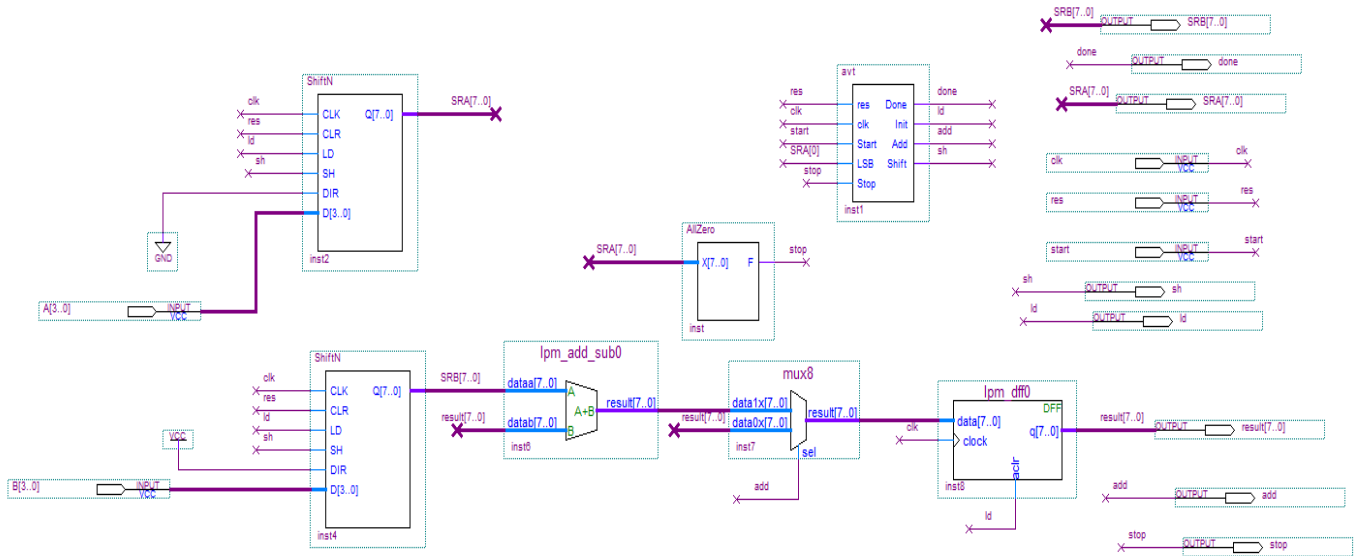 ShiftN
clk
res
ld
sh
CLK
CLR
LD
SH
DIR
D[3..0]
Q[7..0]
SRA[7..0]
inst2
GND
A[3..0]
INPUT
VCC
avt
res
clk
start
SRA[0]
stop
res
clk
Start
LSB
Stop
Done
Init
Add
Shift
done
ld
add
sh
inst1
AllZero
SRA[7..0]
X[7..0]
F
stop
inst
SRB[7..0]
OUTPUT
SRB[7..0]
done
OUTPUT
done
SRA[7..0]
OUTPUT
SRA[7..0]
clk
INPUT
VCC
clk
res
INPUT
VCC
res
start
INPUT
VCC
start
sh
OUTPUT
sh
ld
OUTPUT
ld
ShiftN
clk
res
ld
sh
VCC
CLK
CLR
LD
SH
DIR
D[3..0]
Q[7..0]
SRB[7..0]
inst4
B[3..0]
INPUT
VCC
lpm_add_sub0
dataa[7..0]
datab[7..0]
result[7..0]
A
B
A+B
result[7..0]
inst6
mux8
result[7..0]
data1x[7..0]
data0x[7..0]
result[7..0]
sel
inst7
add
lpm_dff0
DFF
clk
data[7..0]
clock
q[7..0]
aclr
inst8
ld
result[7..0]
OUTPUT
result[7..0]
add
OUTPUT
add
stop
OUTPUT
stop